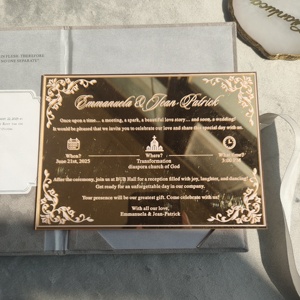 Emmanuela & Jean-Patrick
Once upon a time... a meeting, a spark, a beautiful love story... and soon, a wedding!
It would be pleasured that we invite you to celebrate our love and share this special day with us.
When?
June 21st, 2025
Where?
Transformation
diaspora church of God
After the ceremony, join us at BỌB Hall for a reception filled with joy, laughter, and dancing!
Get ready for an unforgettable day in our company.
Your presence will be our greatest gift. Come celebrate with us!
With all our love,
Emmanuela & Jean-Patrick